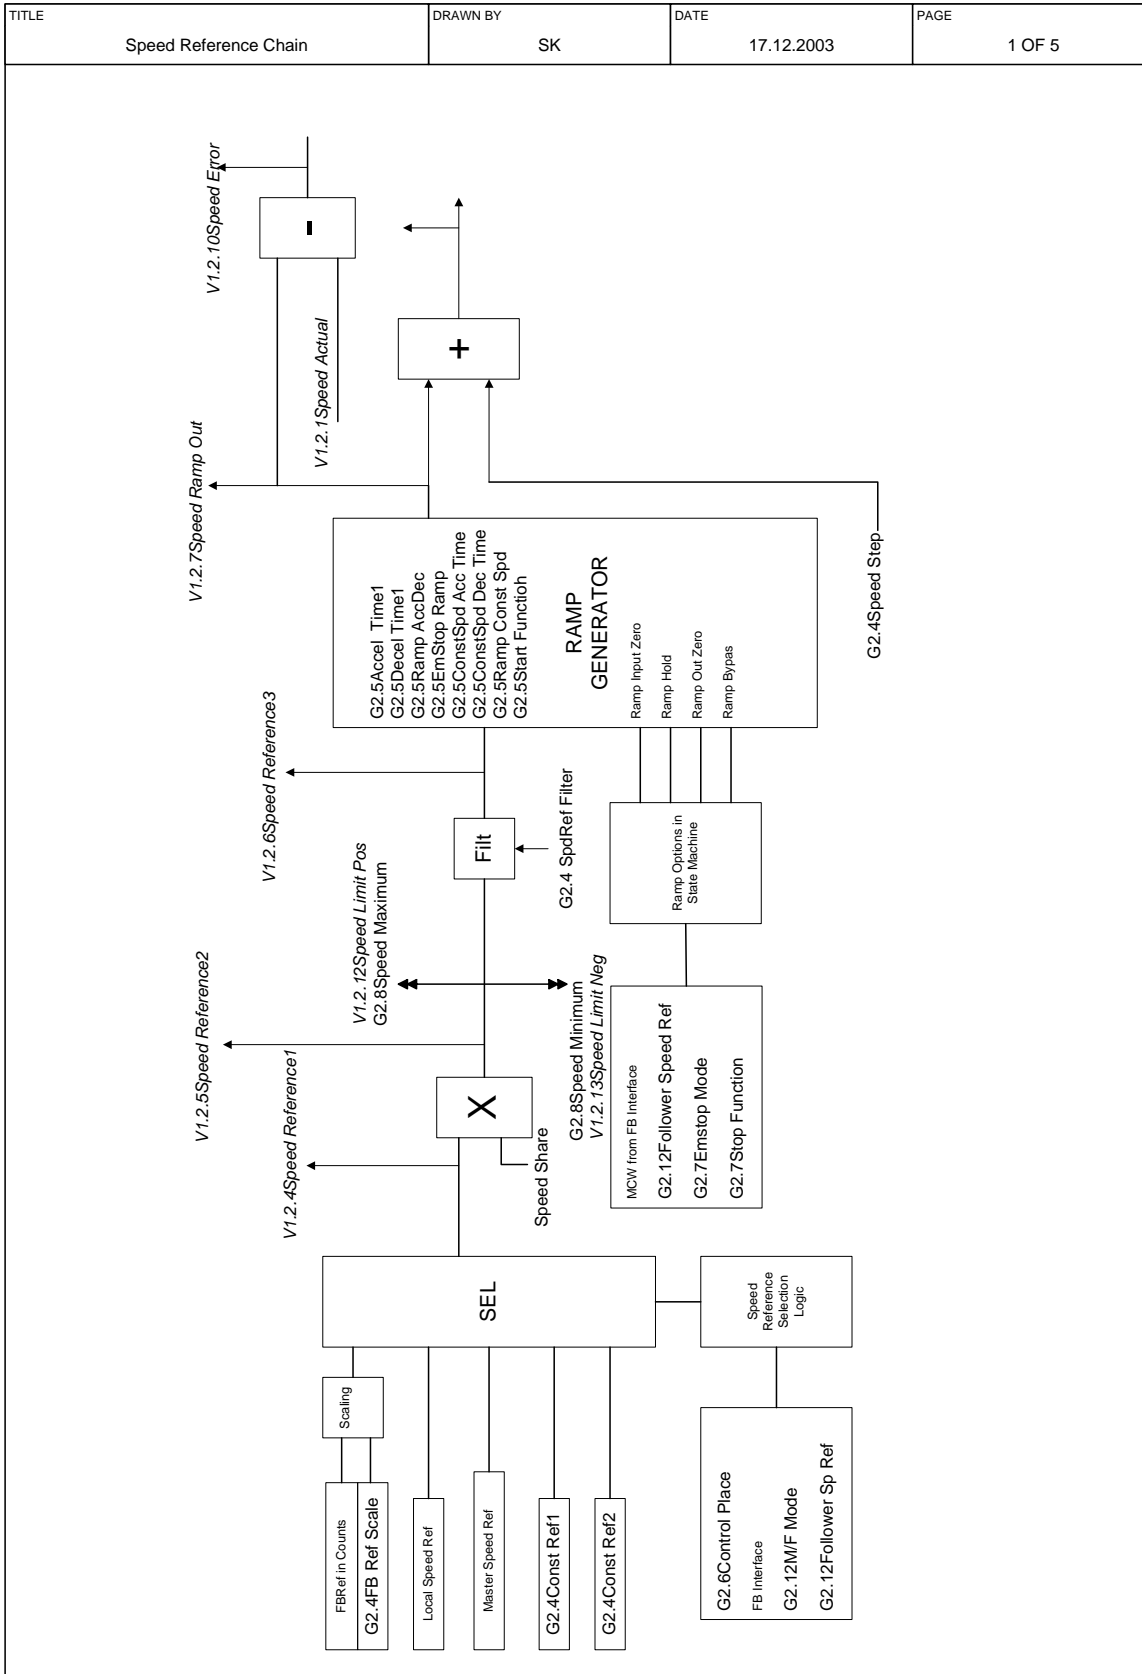 TITLE
Speed Reference Chain
DRAWN BY
SK
DATE
17.12.2003
PAGE
1 OF 5
FBRef in Counts
G2.4FB Ref Scale
Local Speed Ref
Master Speed Ref
G2.4Const Ref1
G2.4Const Ref2
Scaling
SEL
G2.6Control Place
FB Interface
G2.12M/F Mode
G2.12Follower Sp Ref
Speed
Reference
Selection
Logic
V1.2.4Speed Reference1
V1.2.5Speed Reference2
X
Speed Share
V1.2.12Speed Limit Pos
G2.8Speed Maximum
G2.8Speed Minimum
V1.2.13Speed Limit Neg
MCW from FB Interface
G2.12Follower Speed Ref
G2.7Emstop Mode
G2.7Stop Function
V1.2.6Speed Reference3
Filt
G2.4 SpdRef Filter
Ramp Options in
State Machine
G2.5Accel Time1
G2.5Decel Time1
G2.5Ramp AccDec
G2.5EmStop Ramp
G2.5ConstSpd Acc Time
G2.5ConstSpd Dec Time
G2.5Ramp Const Spd
G2.5Start Functioh
RAMP
GENERATOR
Ramp Input Zero
Ramp Hold
Ramp Out Zero
Ramp Bypas
V1.2.7Speed Ramp Out
V1.2.1Speed Actual
V1.2.10Speed Error
-
+
G2.4Speed Step